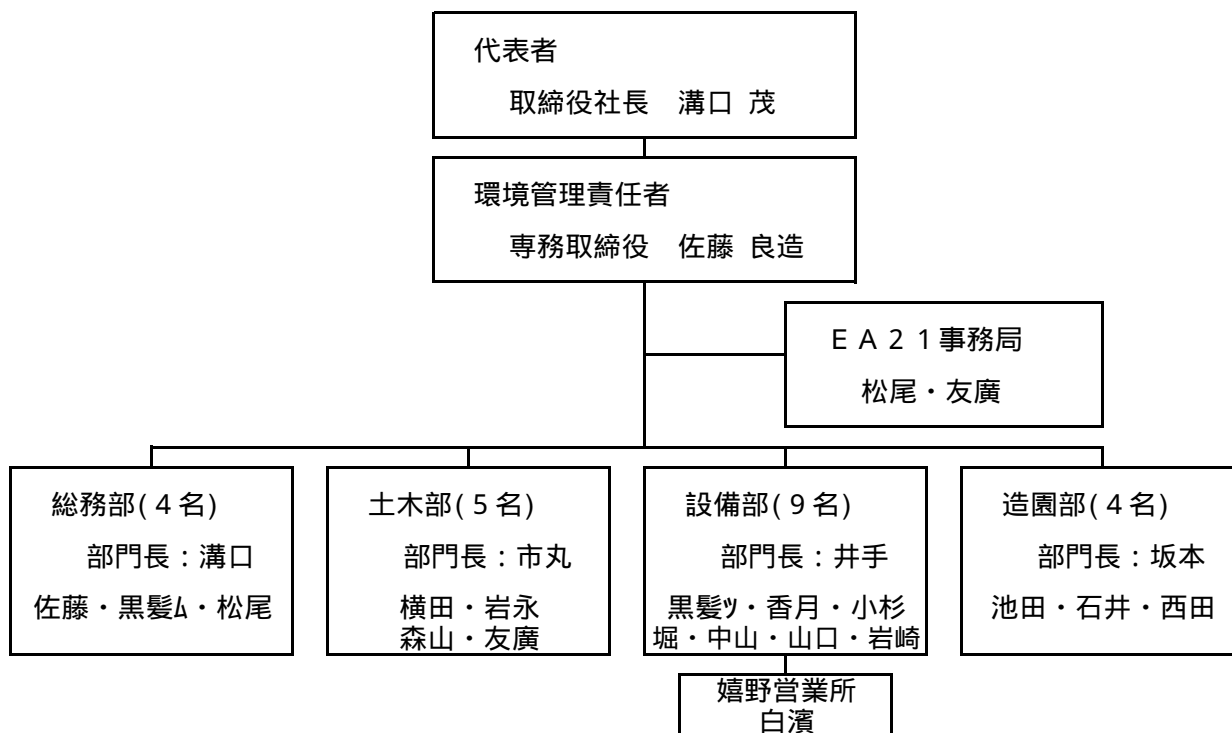 代表者
取締役社長　溝口 茂
環境管理責任者
専務取締役　佐藤 良造
ＥＡ２１事務局
松尾・友廣
総務部(４名)
部門長：溝口
佐藤・黒髪ﾑ・松尾
土木部(５名)
部門長：市丸
横田・岩永
森山・友廣
設備部(９名)
部門長：井手
黒髪ﾂ・香月・小杉
堀・中山・山口・岩崎
造園部(４名)
部門長：坂本
池田・石井・西田
嬉野営業所
白濱